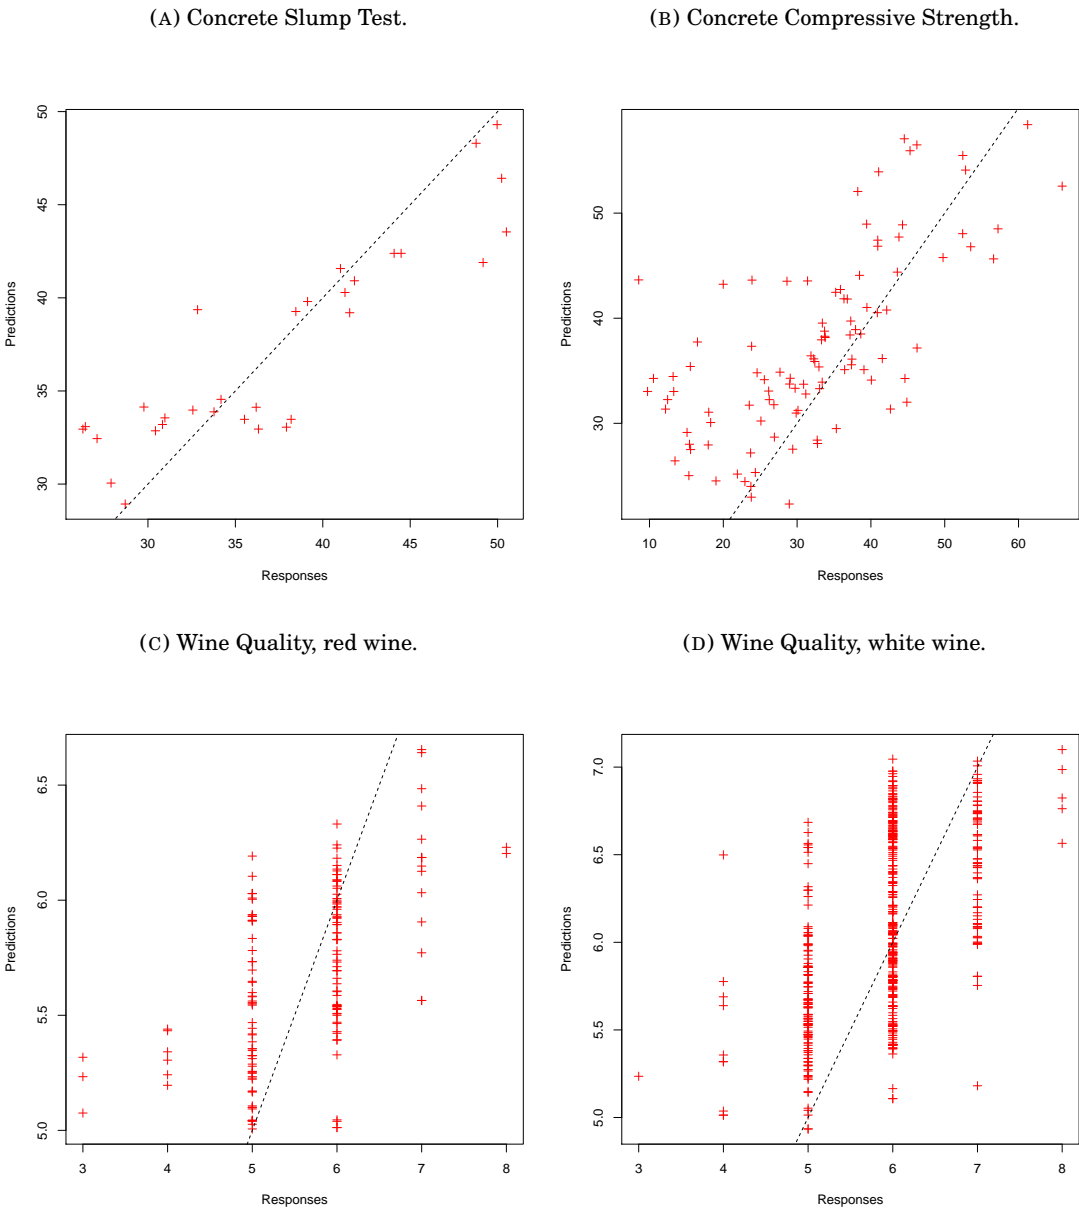 (A) Concrete Slump Test.
(B) Concrete Compressive Strength.
50
45
40
35
30
Predictions
30 35 40 45 50
Responses
50
40
30
Predictions
10 20 30 40 50 60
Responses
(C) Wine Quality, red wine.
(D) Wine Quality, white wine.
6.5
6.0
5.5
5.0
Predictions
3 4 5 6 7 8
Responses
7.0
6.5
6.0
5.5
5.0
Predictions
3 4 5 6 7 8
Responses